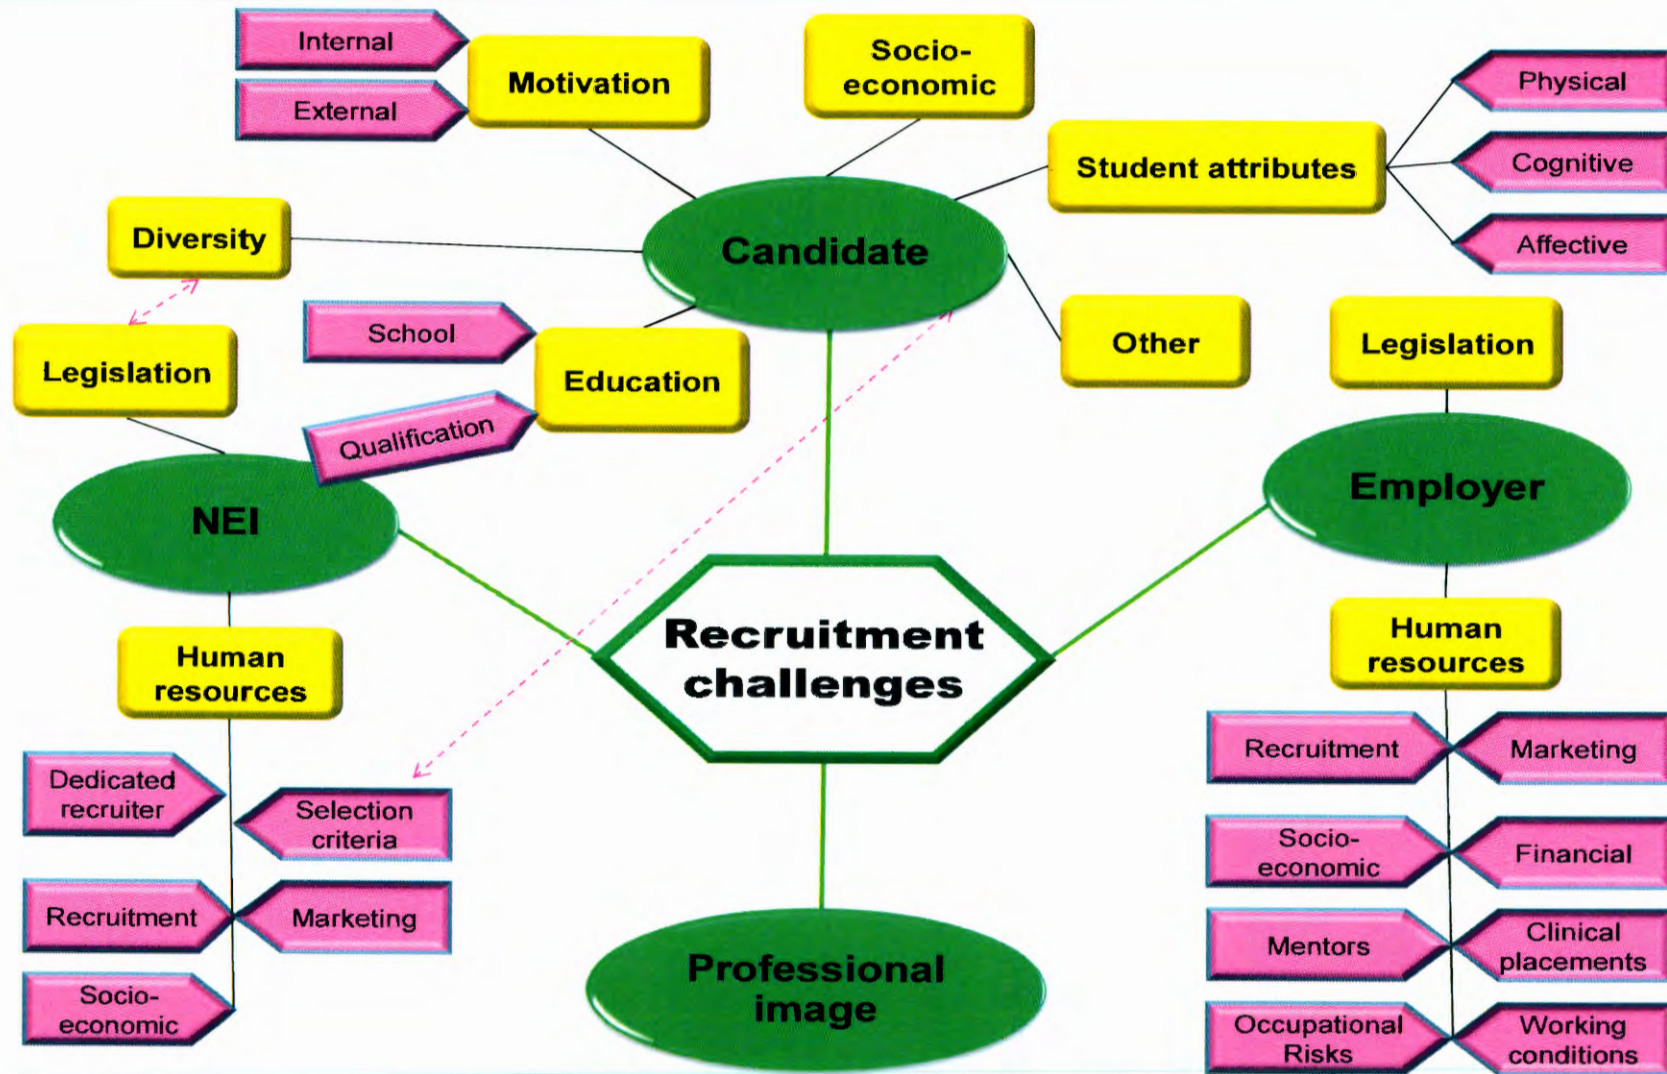 Internal
External
Motivation
Socio-
economic
Student attributes
Physical
Cognitive
Affective
Diversity
Candidate
Legislation
School
Qualification
Education
Other
Legislation
NEI
Employer
Recruitment
challenges
Human
resources
Human
resources
Dedicated
recruiter
Selection
criteria
Recruitment
Marketing
Socio-
economic
Professional
image
Recruitment
Marketing
Socio-
economic
Financial
Mentors
Clinical
placements
Occupational
Risks
Working
conditions